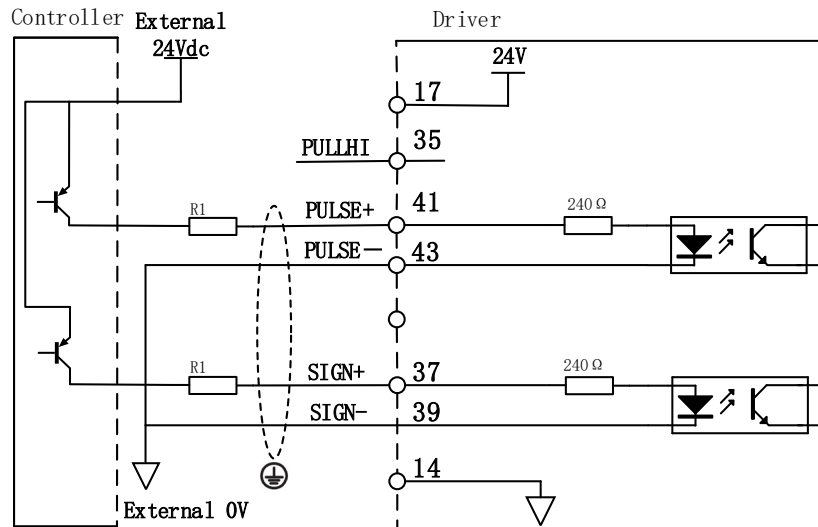 Controller
External
24Vdc
Driver
24V
17
PULLHI
35
R1
PULSE+
41
240Ω
PULSE-
43
R1
SIGN+
37
240Ω
SIGN-
39
14
External 0V